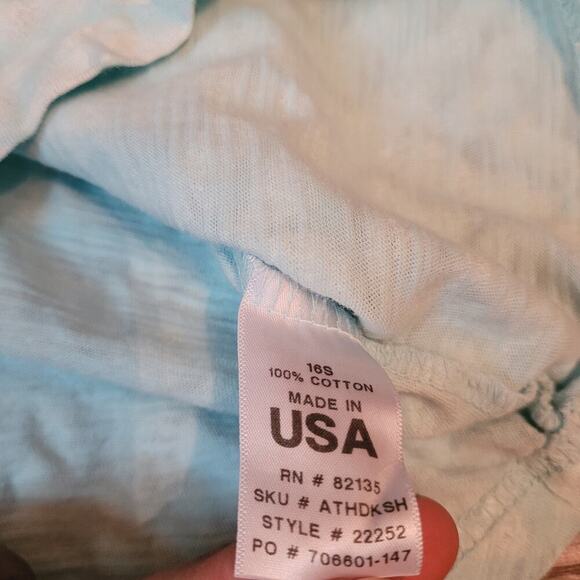 16S
100% COTTON
MADE IN
USA
RN # 82135
SKU # ATHDKSH
STYLE # 22252
PO # 706601-147